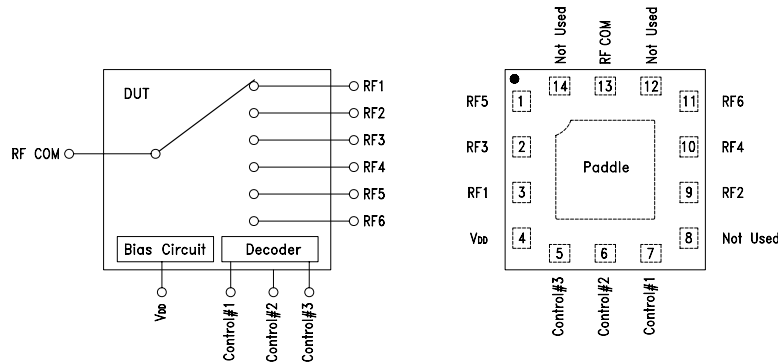 DUT
RF COM
RF1
RF2
RF3
RF4
RF5
RF6
Bias Circuit
Decoder
VDD
Control#1
Control#2
Control#3
Not Used
RF COM
Not Used
14
13
12
RF5
1
11
RF6
RF3
2
Paddle
10
RF4
RF1
3
9
RF2
VDD
4
8
Not Used
5
6
7
Control#3
Control#2
Control#1